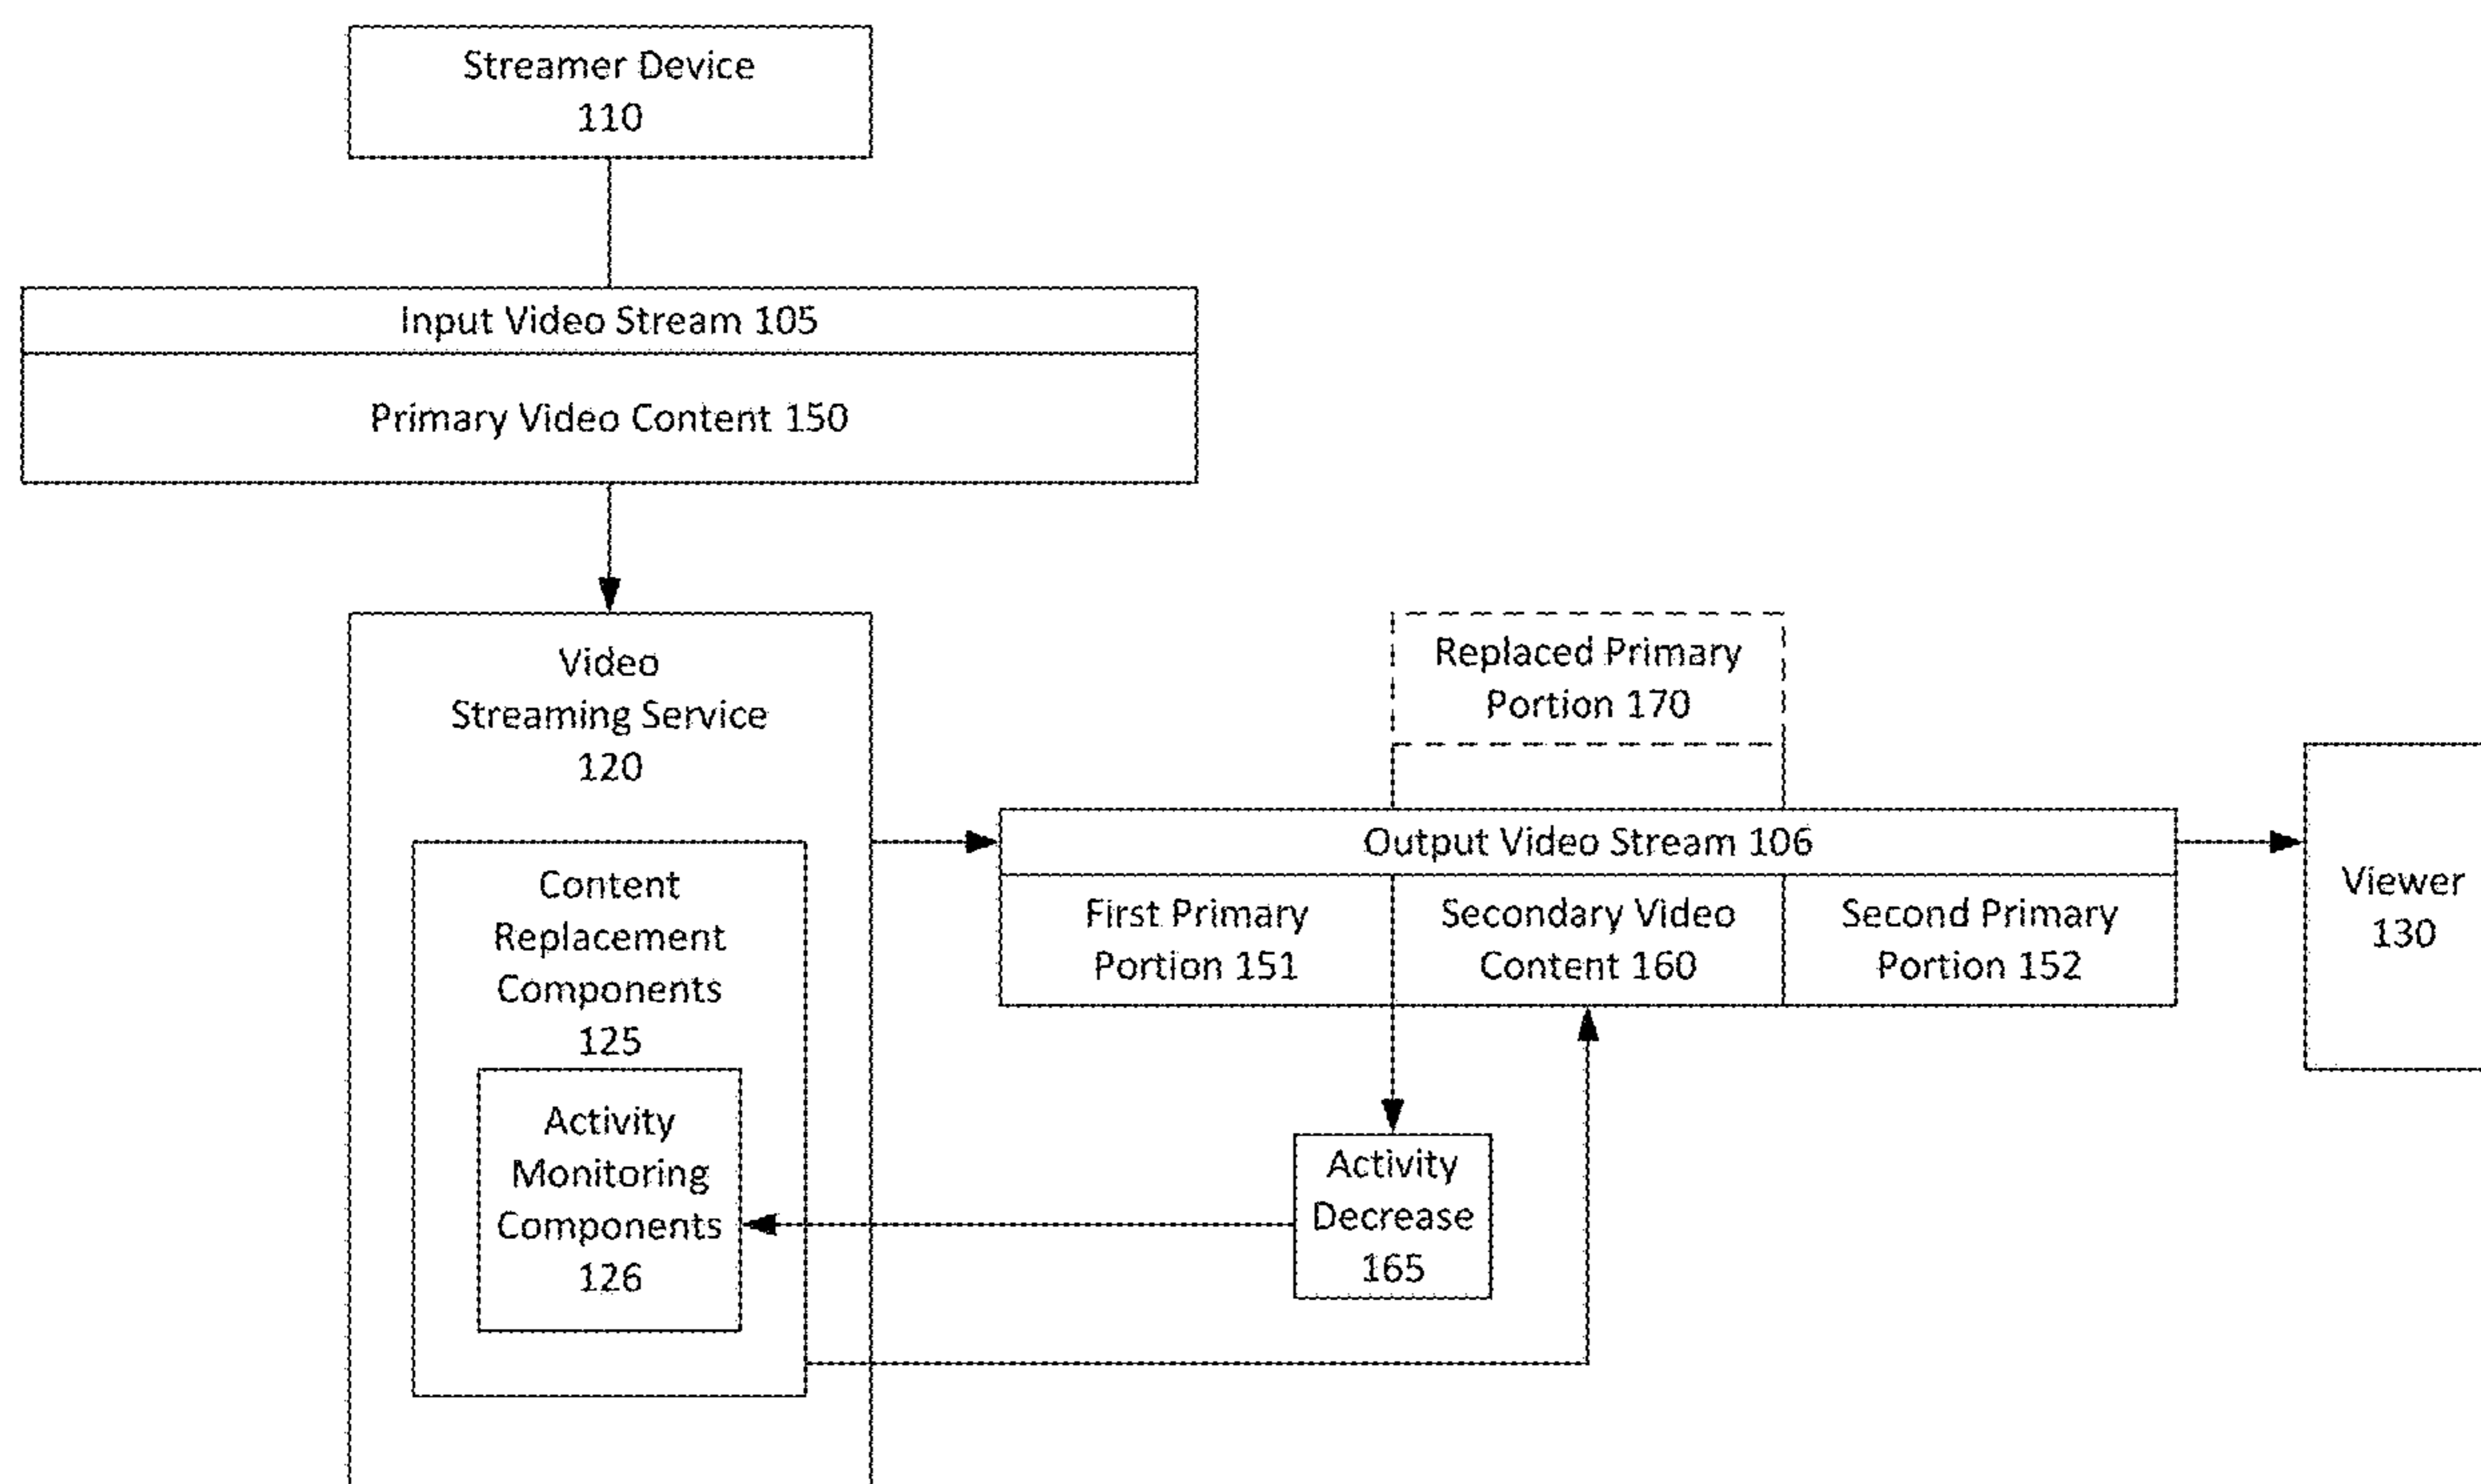 Streamer Device
110
Input Video Stream 105
Primary Video Content 150
Video
Streaming Service
120
Content
Replacement
Components
125
Activity
Monitoring
Components
126
Replaced Primary
Portion 170
Output Video Stream 106
First Primary
Portion 151
Secondary Video
Content 160
Second Primary
Portion 152
Activity
Decrease
165
Viewer
130